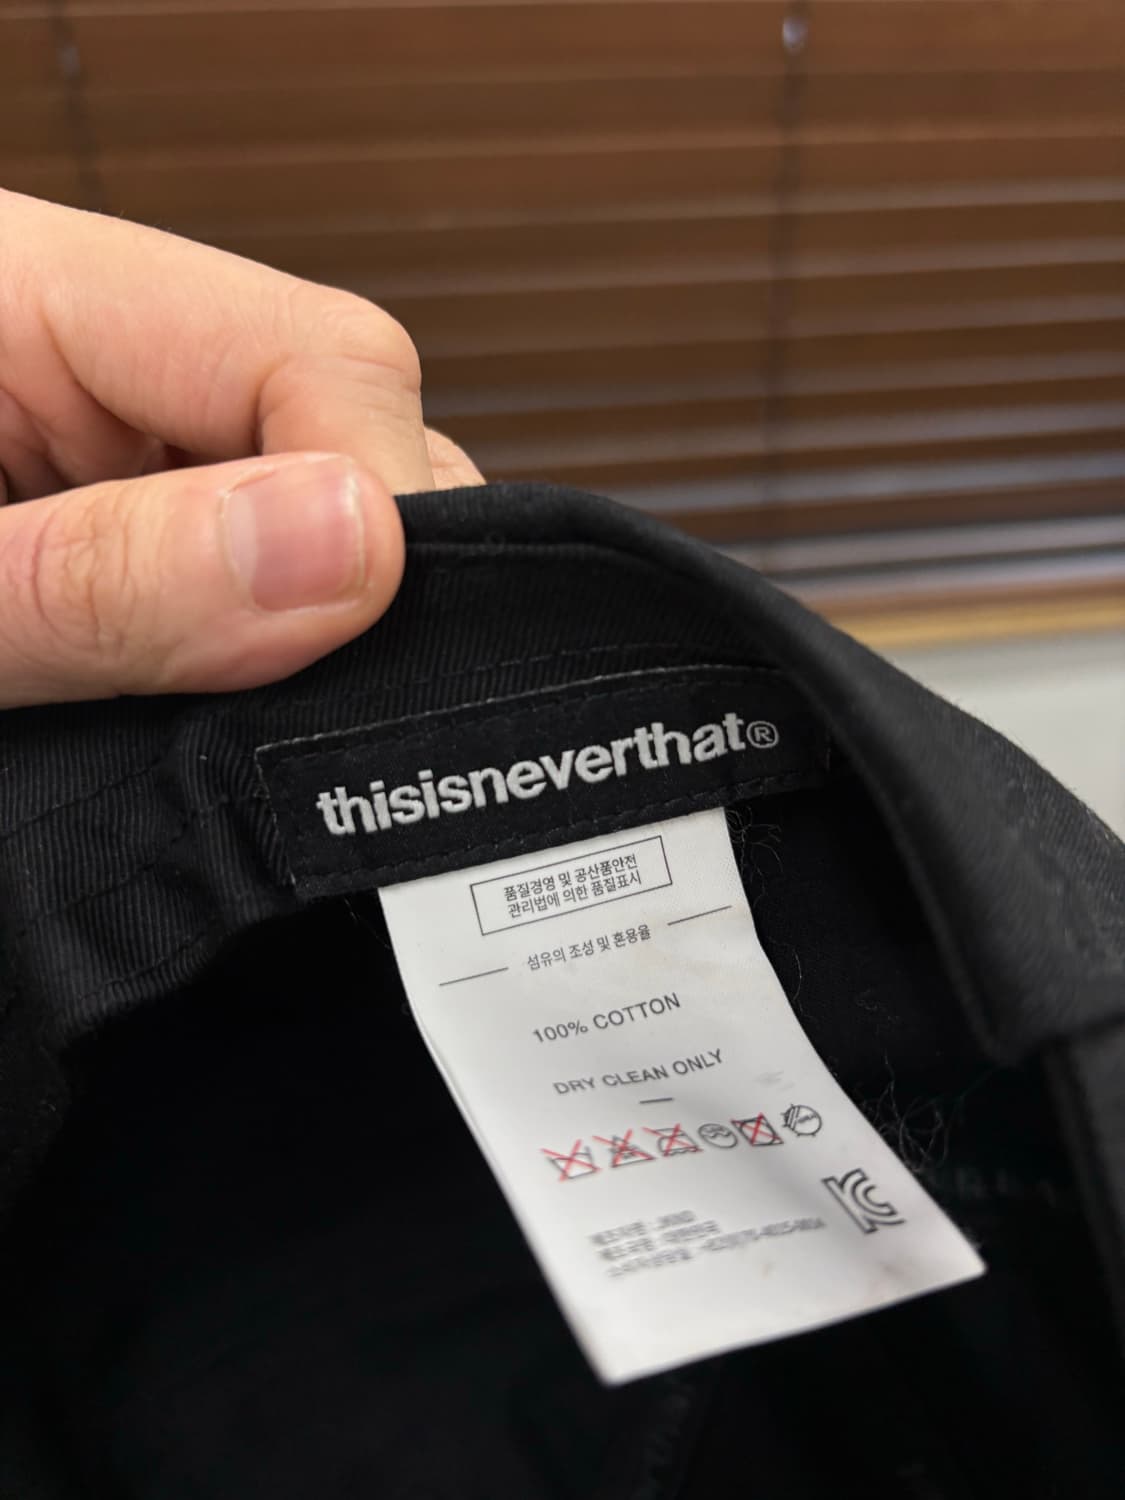 thisisneverthat®
품질경영 및 공산품안전
관리법에 의한 품질표시
섬유의 조성 및 혼용율
100% COTTON
DRY CLEAN ONLY
KC